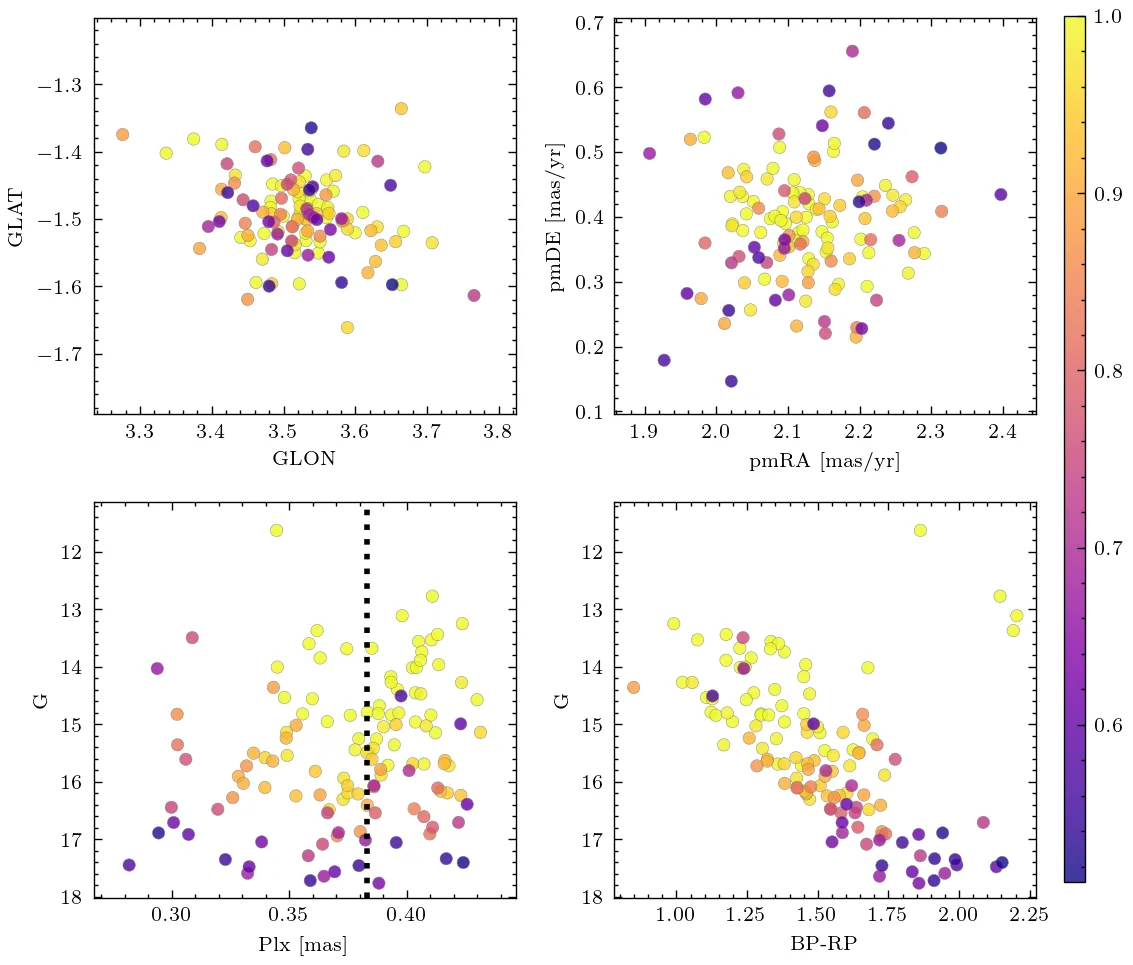 −1.3
−1.4
−1.5
−1.6
−1.7
GLAT
3.3 3.4 3.5 3.6 3.7 3.8
GLON
0.7
0.6
0.5
0.4
0.3
0.2
0.1
pmDE [mas/yr]
1.9 2.0 2.1 2.2 2.3 2.4
pmRA [mas/yr]
1.0
0.9
0.8
0.7
0.6
12
13
14
15
16
17
18
G
0.30 0.35 0.40
Plx [mas]
12
13
14
15
16
17
18
G
1.00 1.25 1.50 1.75 2.00 2.25
BP-RP